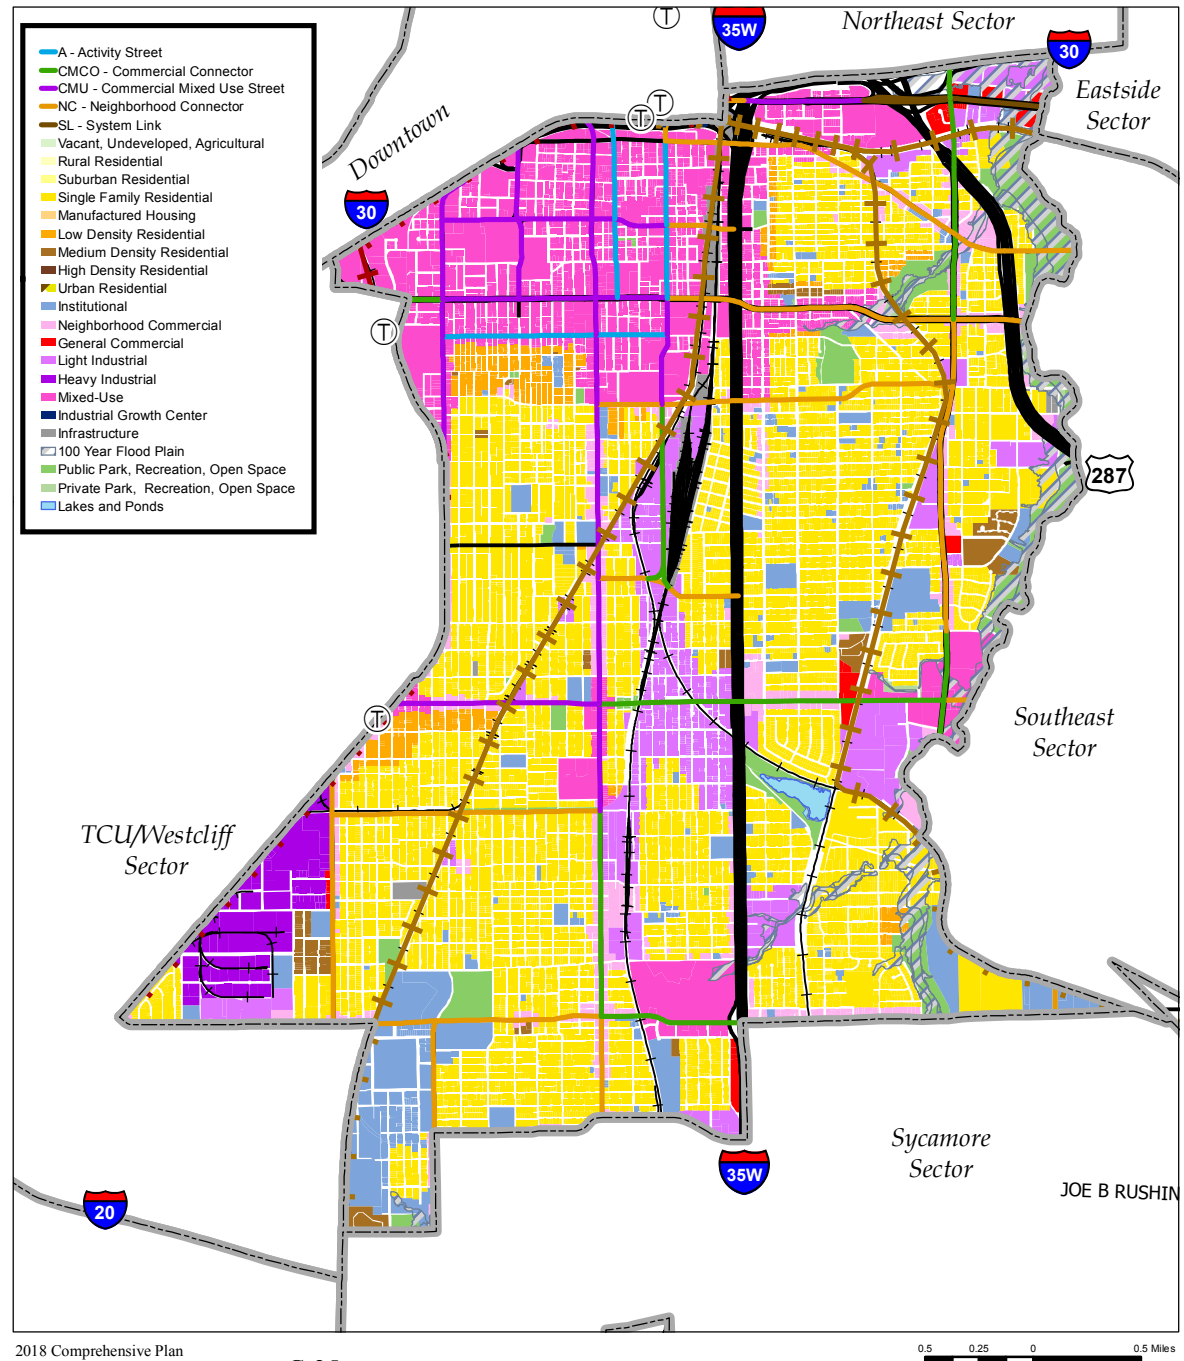 T
35W
Northeast Sector
30
Eastside
Sector
A - Activity Street
CMCO - Commercial Connector
CMU - Commercial Mixed Use Street
NC - Neighborhood Connector
SL - System Link
Vacant, Undeveloped, Agricultural
Rural Residential
Suburban Residential
Single Family Residential
Manufactured Housing
Low Density Residential
Medium Density Residential
High Density Residential
Urban Residential
Institutional
Neighborhood Commercial
General Commercial
Light Industrial
Heavy Industrial
Mixed-Use
Industrial Growth Center
Infrastructure
100 Year Flood Plain
Public Park, Recreation, Open Space
Private Park, Recreation, Open Space
Lakes and Ponds
Downtown
T
T
30
T
287
T
Southeast
Sector
TCU/Westcliff
Sector
Sycamore
Sector
35W
JOE B RUSHIN
20
2018 Comprehensive Plan
0.5 0.25 0 0.5 Miles